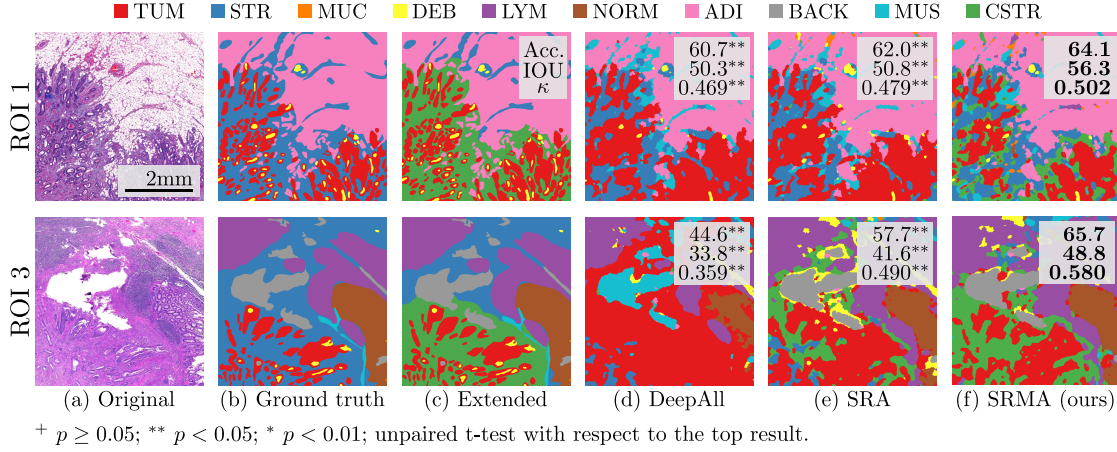 TUM STR MUC DEB LYM NORM ADI BACK MUS CSTR
ROI 1
2mm
Acc.
IOU
κ
60.7**
50.3**
0.469**
62.0**
50.8**
0.479**
64.1
56.3
0.502
ROI 3
44.6**
33.8**
0.359**
57.7**
41.6**
0.490**
65.7
48.8
0.580
(a) Original (b) Ground truth (c) Extended (d) DeepAll (e) SRA (f) SRMA (ours)
+ p ≥ 0.05; ** p < 0.05; * p < 0.01; unpaired t-test with respect to the top result.